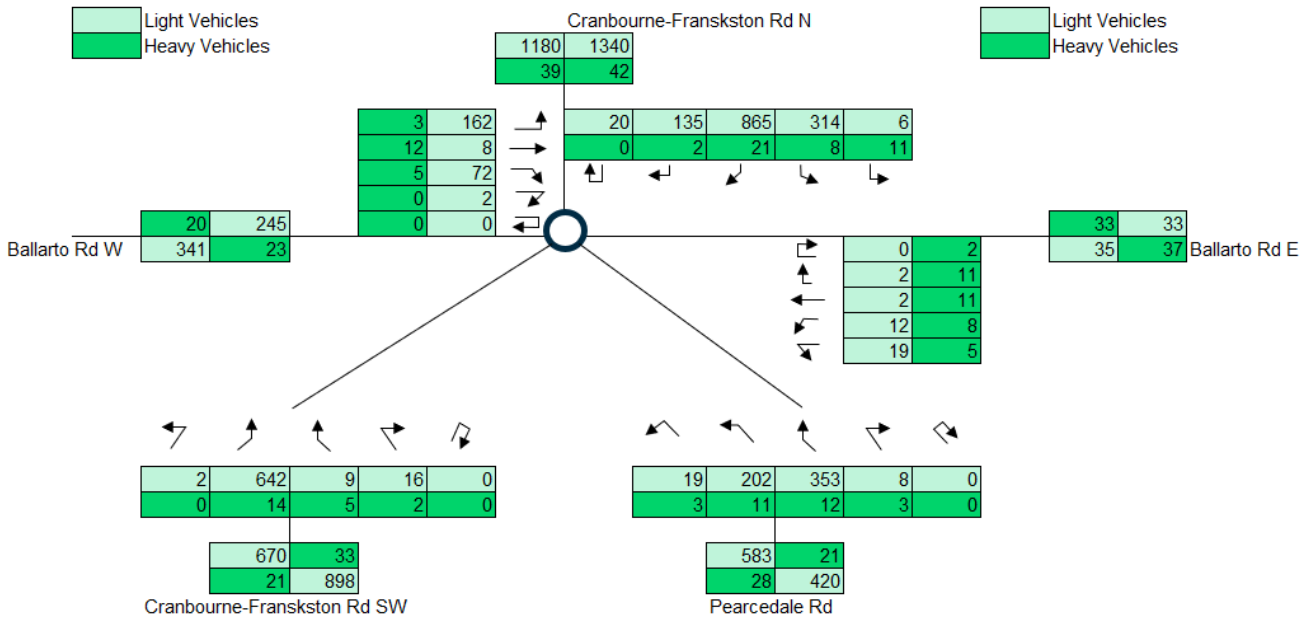 Light Vehicles
Heavy Vehicles
Cranbourne-Franskston Rd N
Light Vehicles
Heavy Vehicles
1180 1340
39 42
3 162
12 8
5 72
0 2
0 0
20 135 865 314 6
0 2 21 8 11
20 245
341 23
Ballarto Rd W
33 33
35 37
Ballarto Rd E
0 2
2 11
2 11
12 8
19 5
2 642 9 16 0
0 14 5 2 0
19 202 353 8 0
3 11 12 3 0
670 33
21 898
Cranbourne-Franskston Rd SW
583 21
28 420
Pearcedale Rd